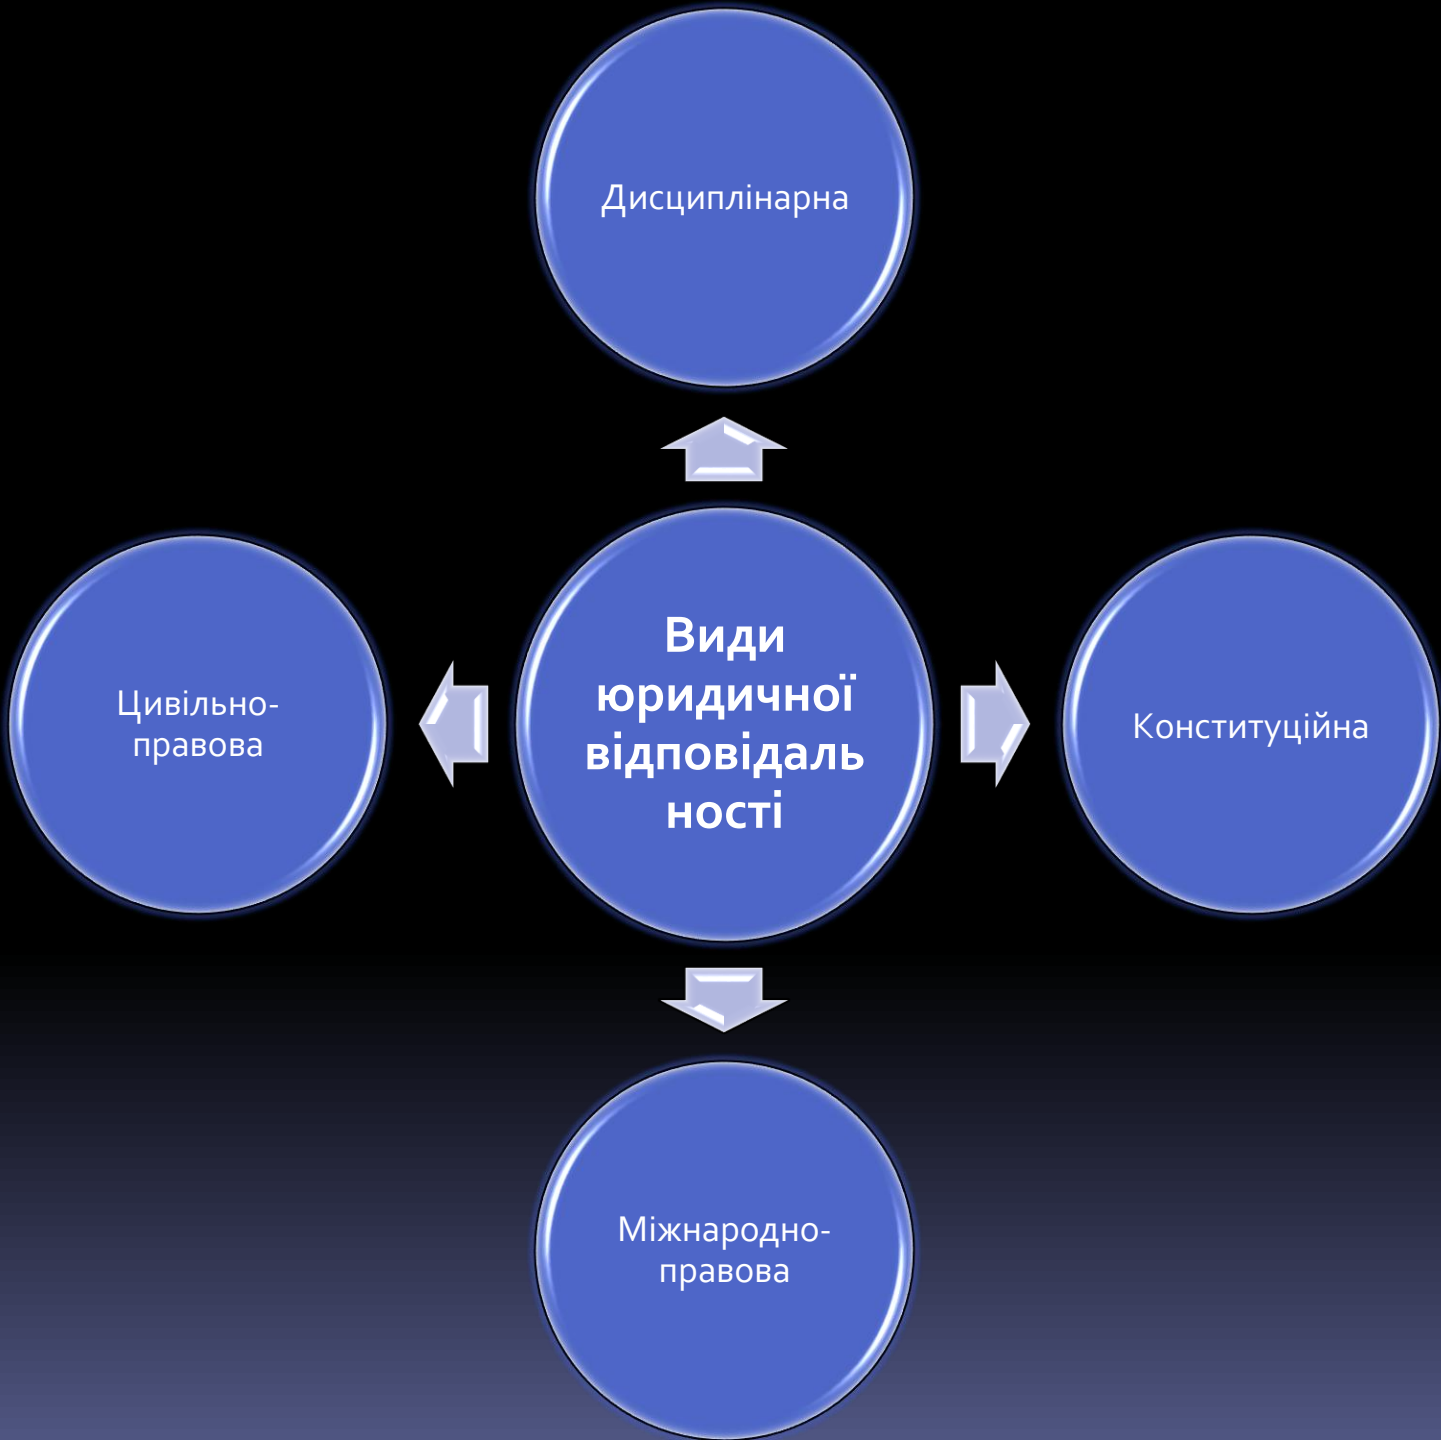 Дисциплінарна
Цивільно-
правова
Види
юридичної
відповідаль
ності
Конституційна
Міжнародно-
правова